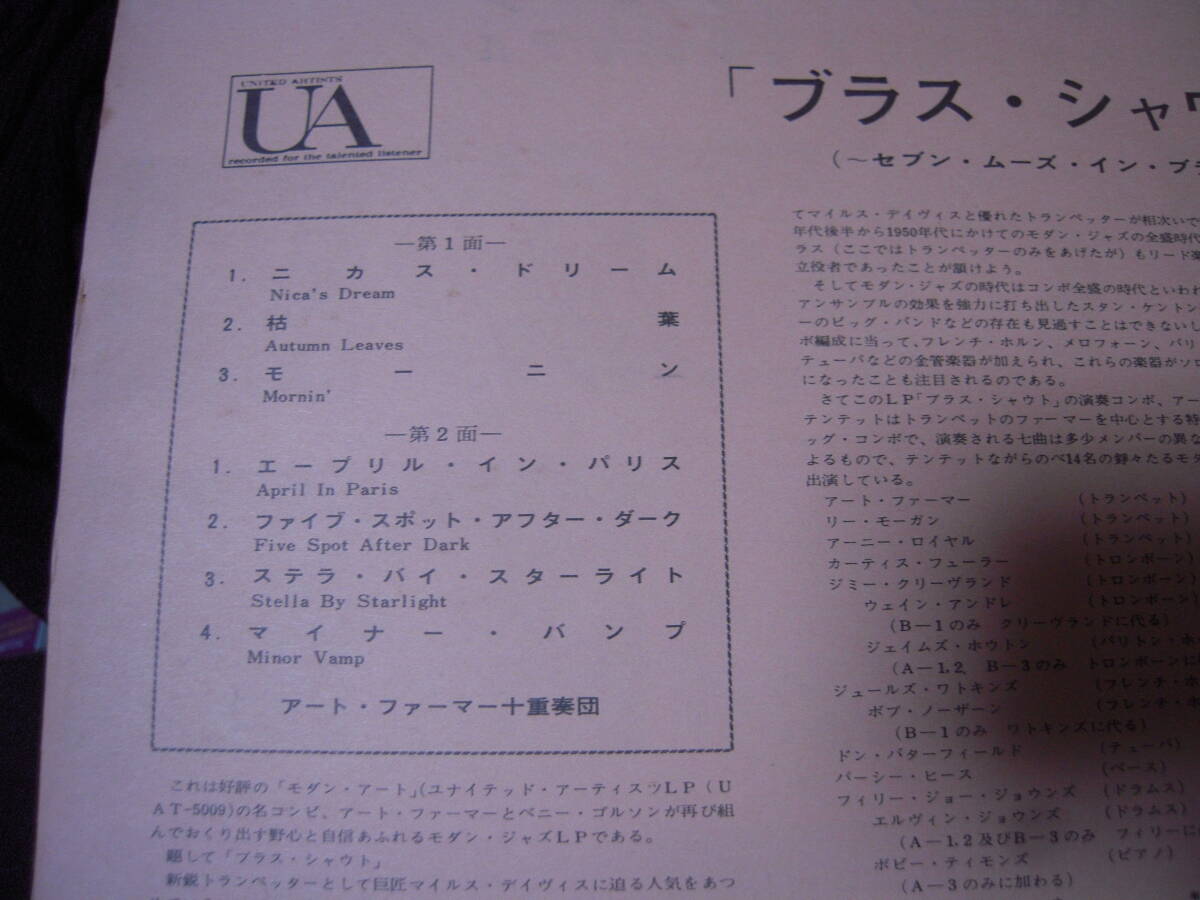 UNITED ARTISTS
UA
recorded for the talented listener
「ブラス・シャウ
(〜セブン・ムーズ・イン・ブラ
—第1面—
1. ニカス・ドリーム
Nica's Dream
2. 枯葉
Autumn Leaves
3. モーニン
Mornin'
—第2面—
1. エープリル・イン・パリス
April In Paris
2. ファイブ・スポット・アフター・ダーク
Five Spot After Dark
3. ステラ・バイ・スターライト
Stella By Starlight
4. マイナー・バンプ
Minor Vamp
アート・ファーマー十重奏団
これは好評の「モダン・アート」(ユナイテッド・アーティスツLP(U
AT-5009)の名コンビ、アート・ファーマーとベニー・ゴルソンが再び組
んでおくり出す野心と自信あふれるモダン・ジャズLPである。
題して「ブラス・シャウト」
新鋭トランペッターとして巨匠マイルス・デイヴィスに迫る人気をあつ
てマイルス・デイヴィスと優れたトランペッターが相次いで
年代後半から1950年代にかけてのモダン・ジャズの全盛時代
ラス(ここではトランペッターのみをあげたが)もリード楽
立役者であったことが頷けよう。
そしてモダン・ジャズの時代はコンボ全盛の時代といわれ
アンサンブルの効果を強力に打ち出したスタン・ケントン
ーのビッグ・バンドなどの存在も見過すことはできないし
ボ編成に当って、フレンチ・ホルン、メロフォーン、バリ
テューバなどの金管楽器が加えられ、これらの楽器がソロ
になったことも注目されるのである。
さてこのLP「ブラス・シャウト」の演奏コンボ、アー
テンテットはトランペットのファーマーを中心とする特
ッグ・コンボで、演奏される七曲は多少メンバーの異な
よるもので、テンテットながらのべ14名の錚々たるモダ
出演している。
アート・ファーマー (トランペット)
リー・モーガン (トランペット)
アーニー・ロイヤル (トランペット)
カーティス・フューラー (トロンボーン)
ジミー・クリーヴランド (トロンボーン)
ウェイン・アンドレ (トロンボーン)
(B—1のみ クリーヴランドに代る)
ジェイムズ・ホウトン (バリトン・ホ
(A—1,2、B—3のみ トロンボーンに
ジュールズ・ワトキンズ (フレンチ・ホ
ボブ・ノーザーン (フレンチ・ホ
(B—1のみ ワトキンズに代る)
ドン・バターフィールド (テューバ)
パーシー・ヒース (ベース)
フィリー・ジョー・ジョウンズ (ドラムス)
エルヴィン・ジョウンズ (ドラムス)
(A—1,2及びB—3のみ フィリーに
ボビー・ティモンズ (ピアノ)
(A—3のみに加わる)